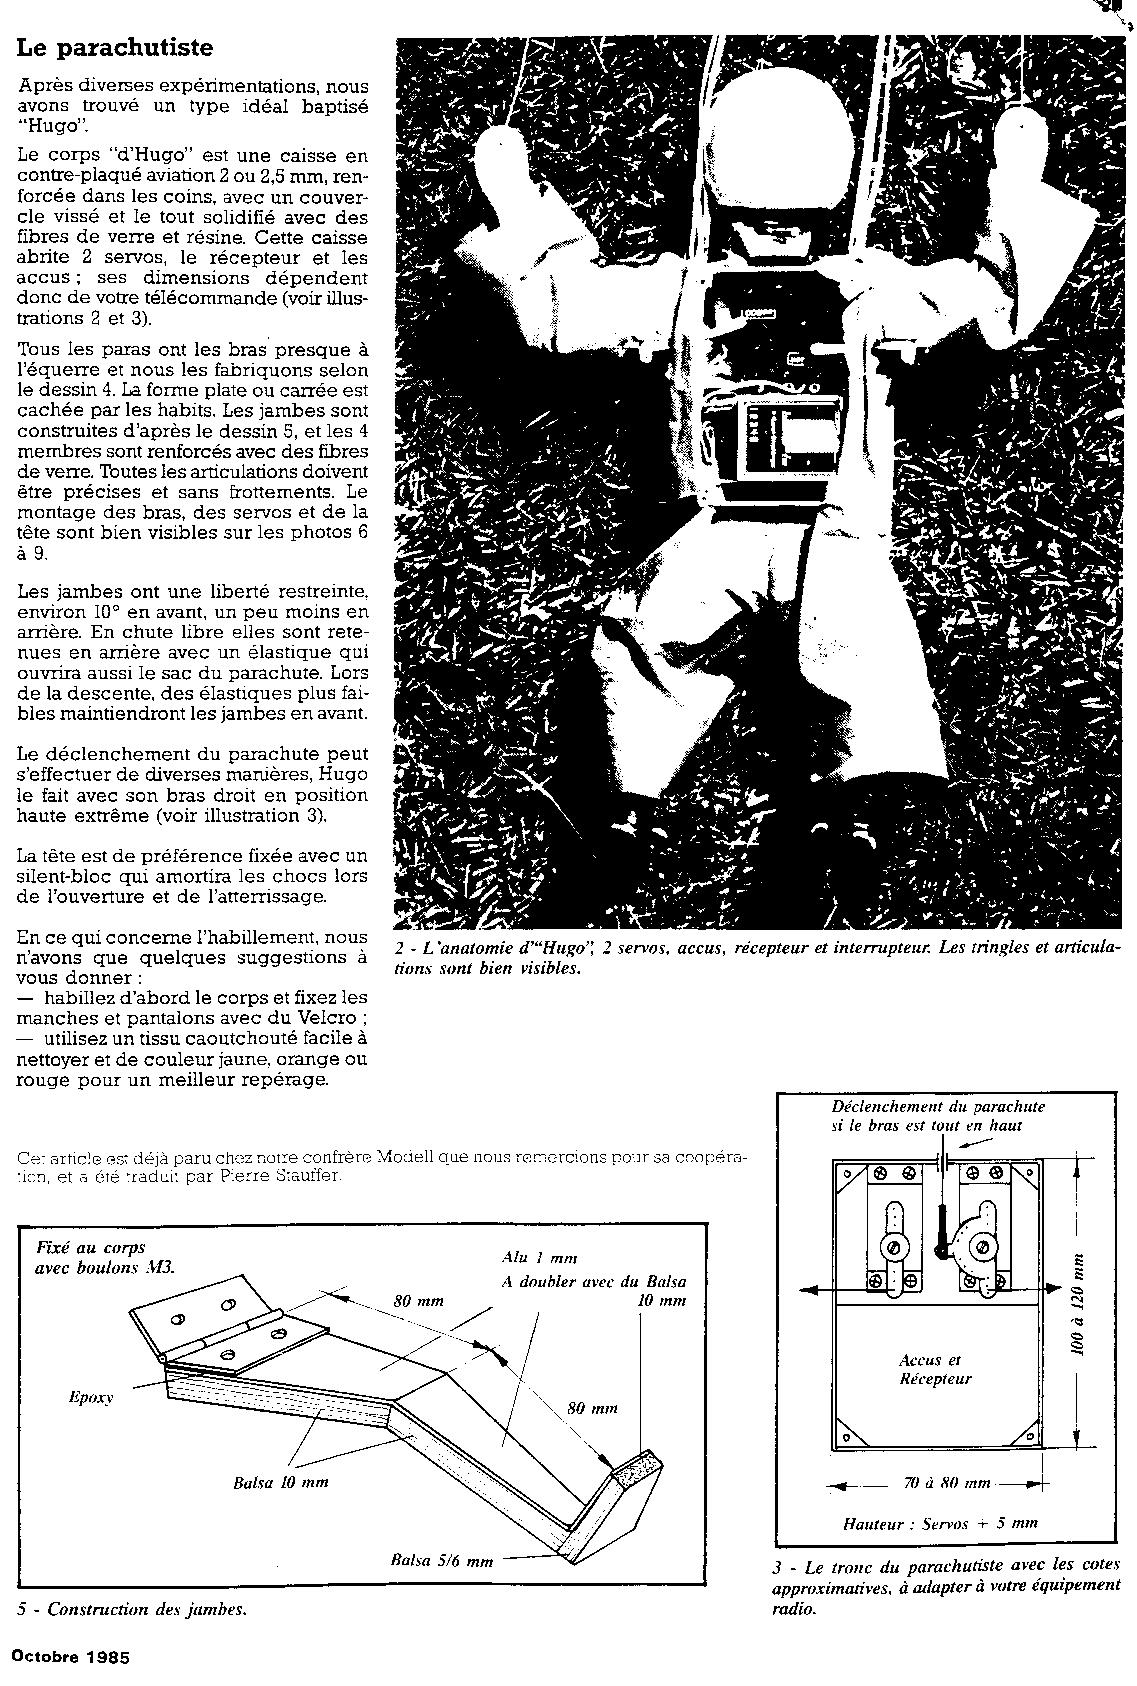 Le parachutiste
Après diverses expérimentations, nous
avons trouvé un type idéal baptisé
“Hugo”.
Le corps “d’Hugo” est une caisse en
contre-plaqué aviation 2 ou 2,5 mm, ren-
forcée dans les coins, avec un couver-
cle vissé et le tout solidifié avec des
fibres de verre et résine. Cette caisse
abrite 2 servos, le récepteur et les
accus ; ses dimensions dépendent
donc de votre télécommande (voir illus-
trations 2 et 3).
Tous les paras ont les bras presque à
l’équerre et nous les fabriquons selon
le dessin 4. La forme plate ou carrée est
cachée par les habits. Les jambes sont
construites d’après le dessin 5, et les 4
membres sont renforcés avec des fibres
de verre. Toutes les articulations doivent
être précises et sans frottements. Le
montage des bras, des servos et de la
tête sont bien visibles sur les photos 6
à 9.
Les jambes ont une liberté restreinte,
environ 10° en avant, un peu moins en
arrière. En chute libre elles sont rete-
nues en arrière avec un élastique qui
ouvrira aussi le sac du parachute. Lors
de la descente, des élastiques plus fai-
bles maintiendront les jambes en avant.
Le déclenchement du parachute peut
s’effectuer de diverses manières, Hugo
le fait avec son bras droit en position
haute extrême (voir illustration 3).
La tête est de préférence fixée avec un
silent-bloc qui amortira les chocs lors
de l’ouverture et de l’atterrissage.
En ce qui concerne l’habillement, nous
n’avons que quelques suggestions à
vous donner :
— habillez d’abord le corps et fixez les
manches et pantalons avec du Velcro ;
— utilisez un tissu caoutchouté facile à
nettoyer et de couleur jaune, orange ou
rouge pour un meilleur repérage.
2 - L’anatomie d’“Hugo”, 2 servos, accus, récepteur et interrupteur. Les tringles et articula-
tions sont bien visibles.
Cet article est déjà paru chez notre confrère Modell que nous remercions pour sa coopéra-
tion, et a été traduit par Pierre Stauffer.
Fixé au corps
avec boulons M3.
Alu 1 mm
A doubler avec du Balsa
10 mm
80 mm
Epoxy
80 mm
Balsa 10 mm
Balsa 5/6 mm
5 - Construction des jambes.
Déclenchement du parachute
si le bras est tout en haut
100 à 120 mm
Accus et
Récepteur
70 à 80 mm
Hauteur : Servos + 5 mm
3 - Le tronc du parachutiste avec les cotes
approximatives, à adapter à votre équipement
radio.
Octobre 1985